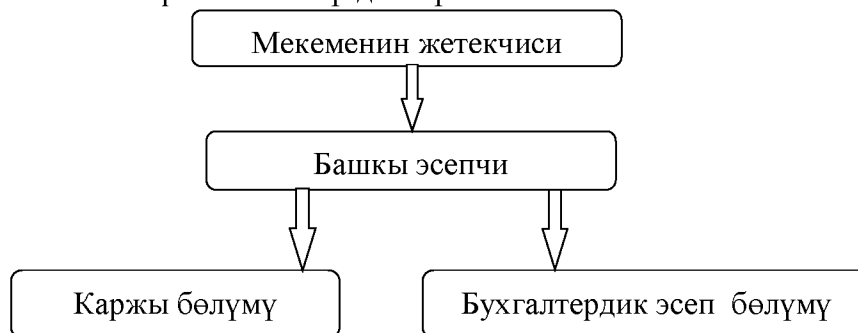 Мекеменин жетекчиси
Башкы эсепчи
Каржы бөлүмү
Бухгалтердик эсеп бөлүмү